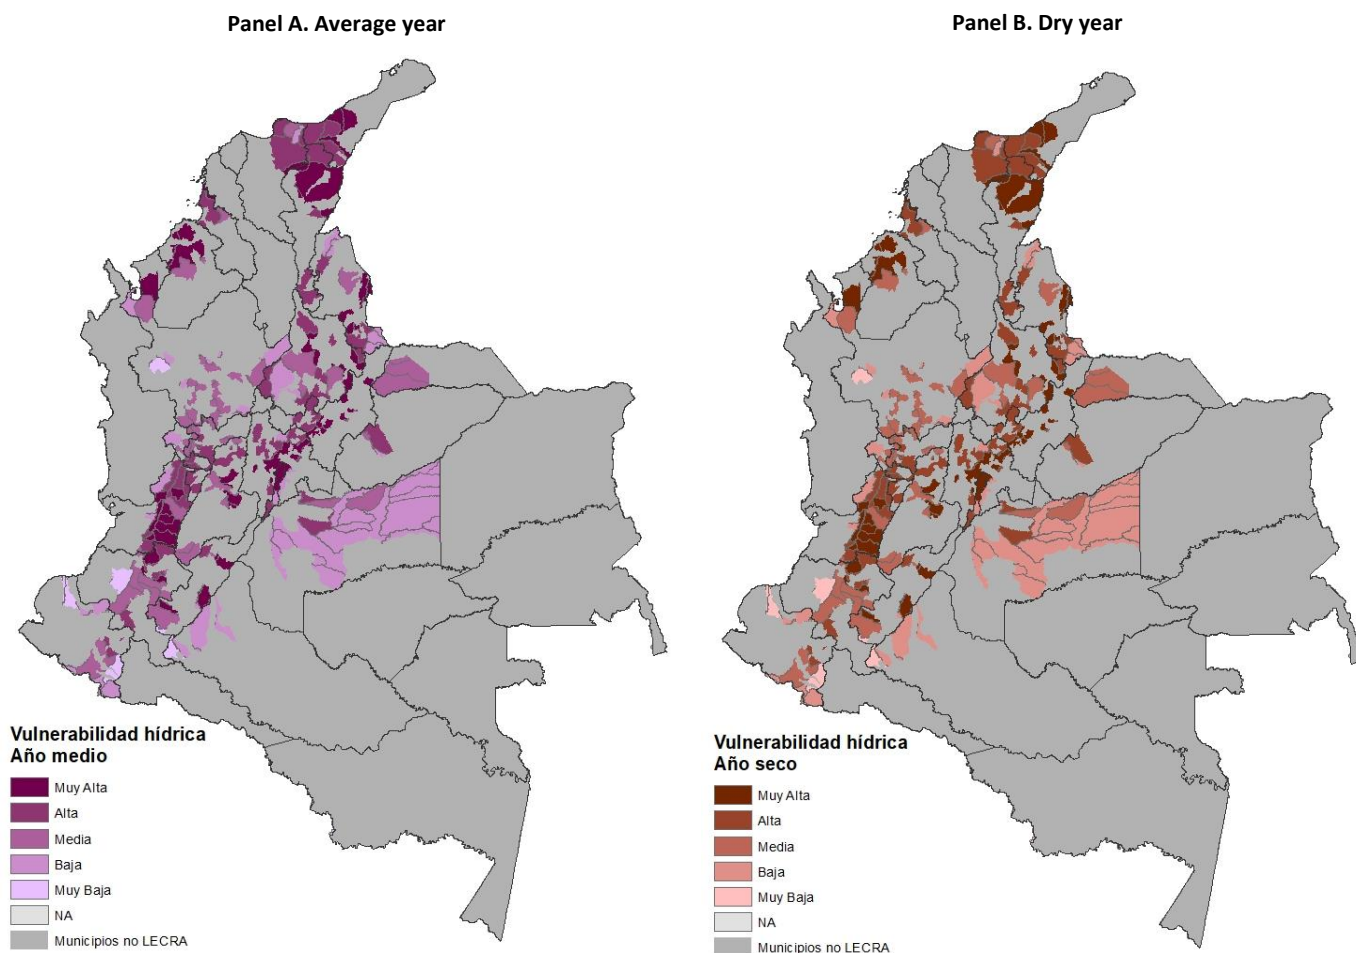 Panel A. Average year
Panel B. Dry year
Vulnerabilidad hídrica
Año medio
Muy Alta
Alta
Media
Baja
Muy Baja
NA
Municipios no LECRA
Vulnerabilidad hídrica
Año seco
Muy Alta
Alta
Media
Baja
Muy Baja
NA
Municipios no LECRA